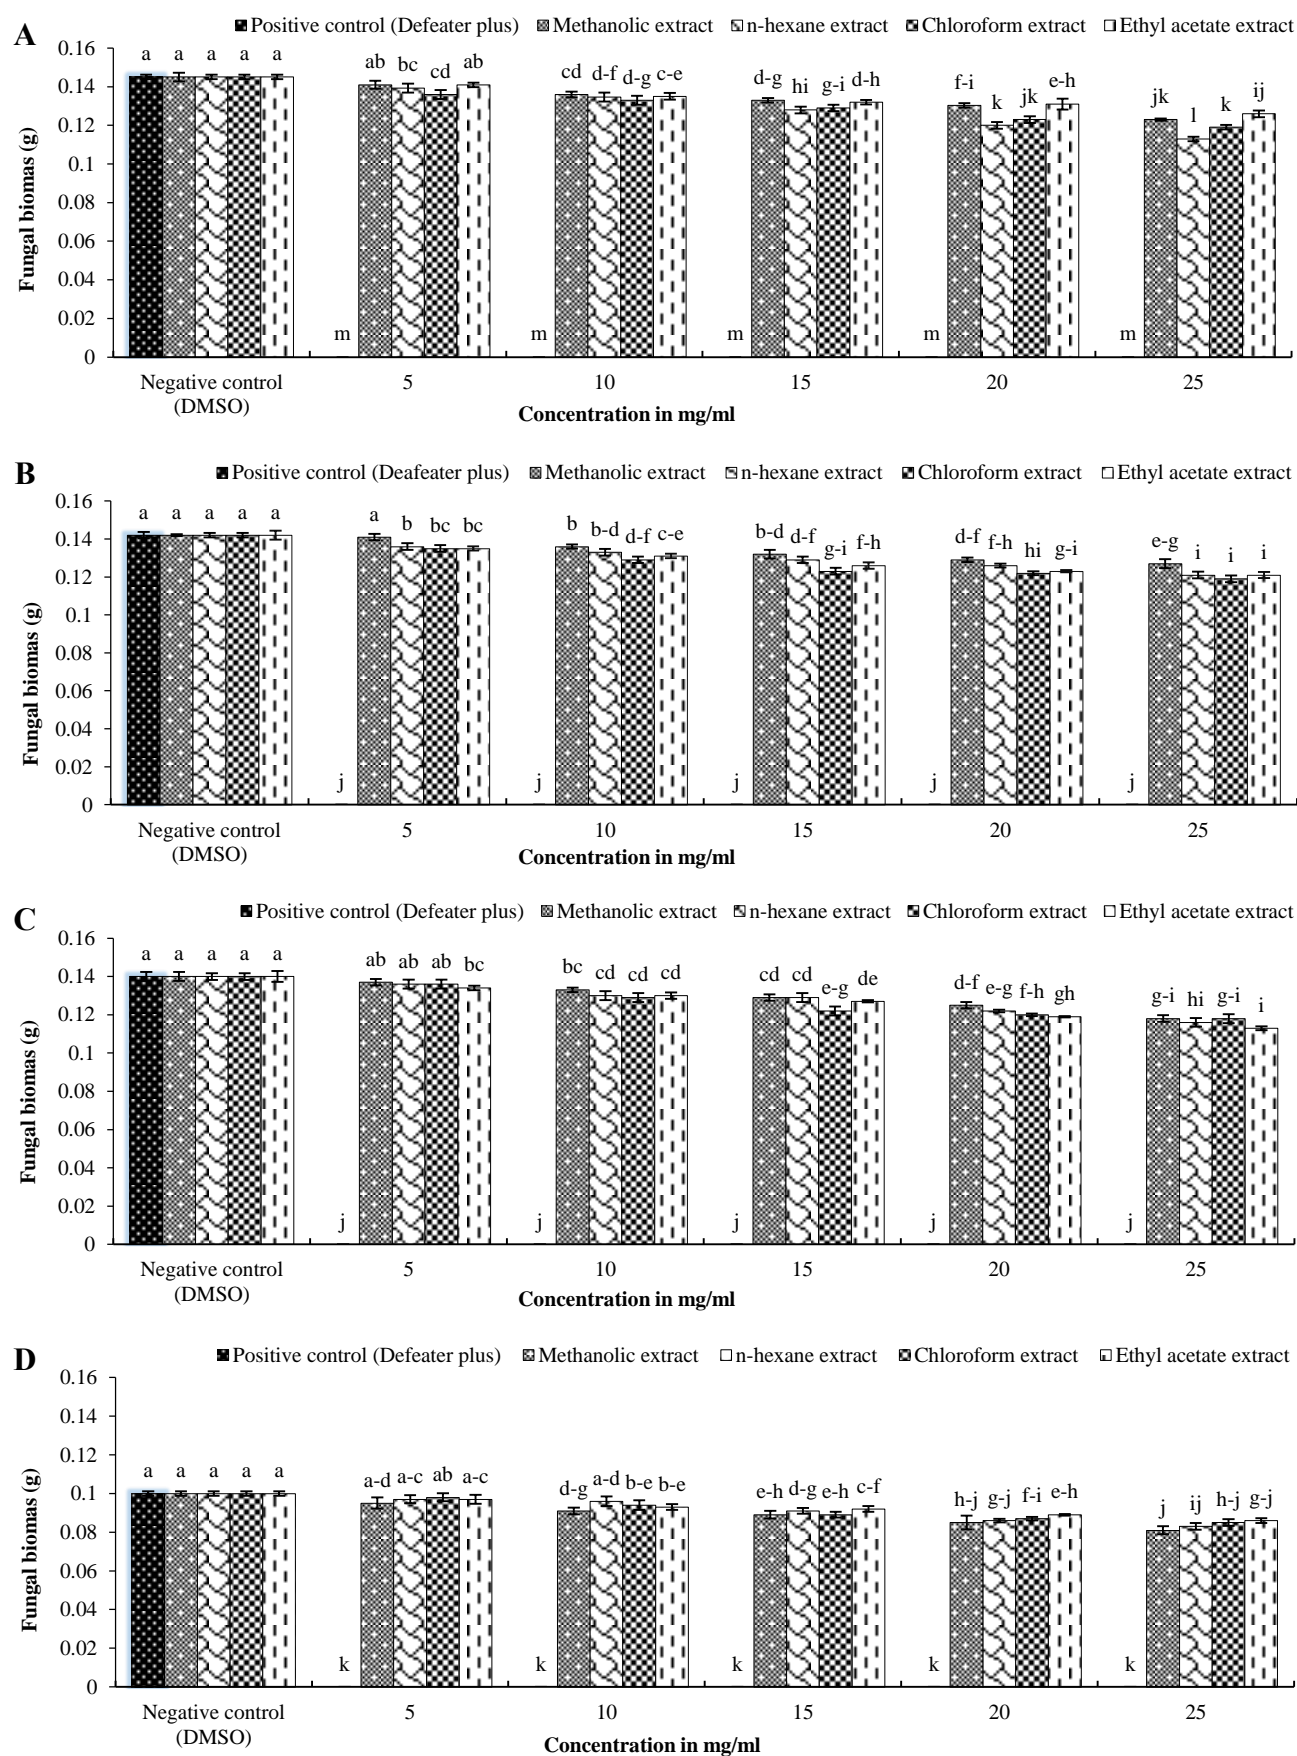 A
Positive control (Defeater plus) Methanolic extract n-hexane extract Chloroform extract Ethyl acetate extract
0.16
0.14
0.12
0.1
0.08
0.06
0.04
0.02
0
Fungal biomas (g)
a a a a a
m ab bc cd ab
m cd d-f d-g c-e
m d-g hi g-i d-h
m f-i k jk e-h
m jk l k ij
Negative control (DMSO) 5 10 15 20 25
Concentration in mg/ml
B
Positive control (Deafeater plus) Methanolic extract n-hexane extract Chloroform extract Ethyl acetate extract
0.16
0.14
0.12
0.1
0.08
0.06
0.04
0.02
0
Fungal biomas (g)
a a a a a
j a b bc bc
j b b-d d-f c-e
j b-d d-f g-i f-h
j d-f f-h hi g-i
j e-g i i i
Negative control (DMSO) 5 10 15 20 25
Concentration in mg/ml
C
Positive control (Defeater plus) Methanolic extract n-hexane extract Chloroform extract Ethyl acetate extract
0.16
0.14
0.12
0.1
0.08
0.06
0.04
0.02
0
Fungal biomas (g)
a a a a a
j ab ab ab bc
j bc cd cd cd
j cd cd e-g de
j d-f e-g f-h gh
j g-i hi g-i i
Negative control (DMSO) 5 10 15 20 25
Concentration in mg/ml
D
Positive control (Defeater plus) Methanolic extract n-hexane extract Chloroform extract Ethyl acetate extract
0.16
0.14
0.12
0.1
0.08
0.06
0.04
0.02
0
Fungal biomas (g)
a a a a a
k a-d a-c ab a-c
k d-g a-d b-e b-e
k e-h d-g e-h c-f
k h-j g-j f-i e-h
k j ij h-j g-j
Negative control (DMSO) 5 10 15 20 25
Concentration in mg/ml